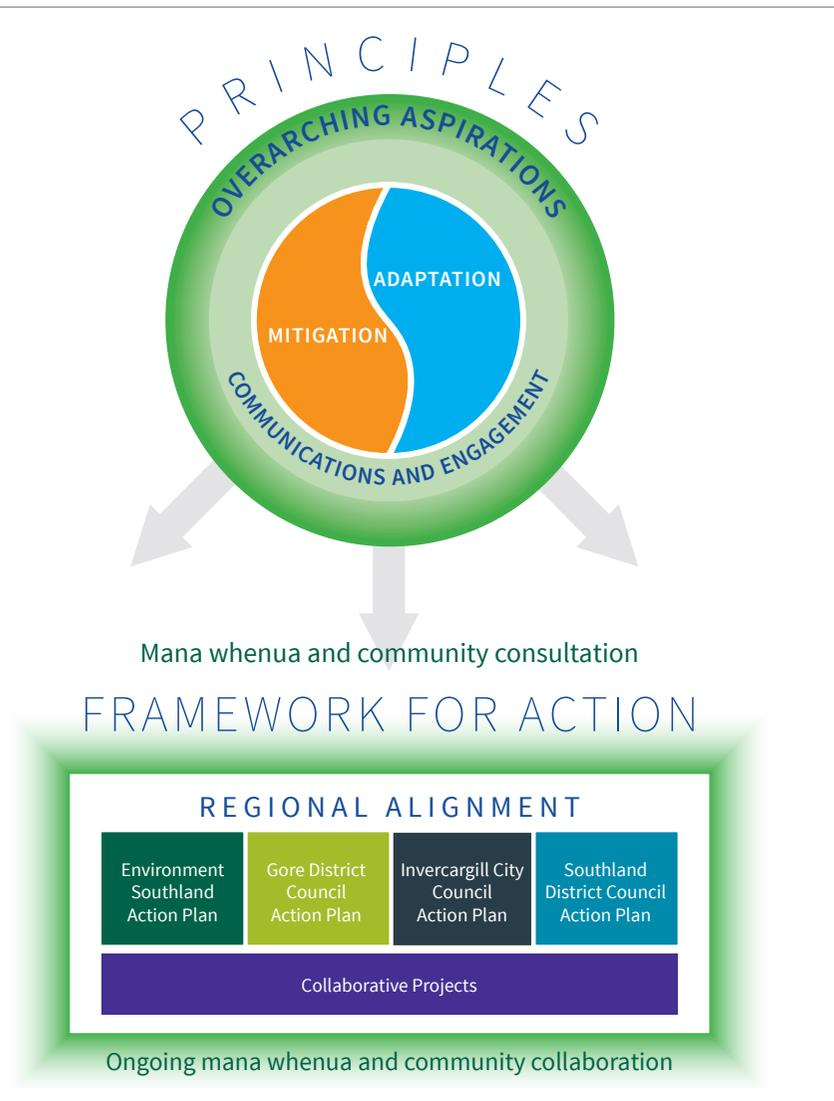 PRINCIPLES
OVERARCHING ASPIRATIONS
ADAPTATION
MITIGATION
COMMUNICATIONS AND ENGAGEMENT
Mana whenua and community consultation
FRAMEWORK FOR ACTION
REGIONAL ALIGNMENT
Environment
Southland
Action Plan
Gore District
Council
Action Plan
Invercargill City
Council
Action Plan
Southland
District Council
Action Plan
Collaborative Projects
Ongoing mana whenua and community collaboration